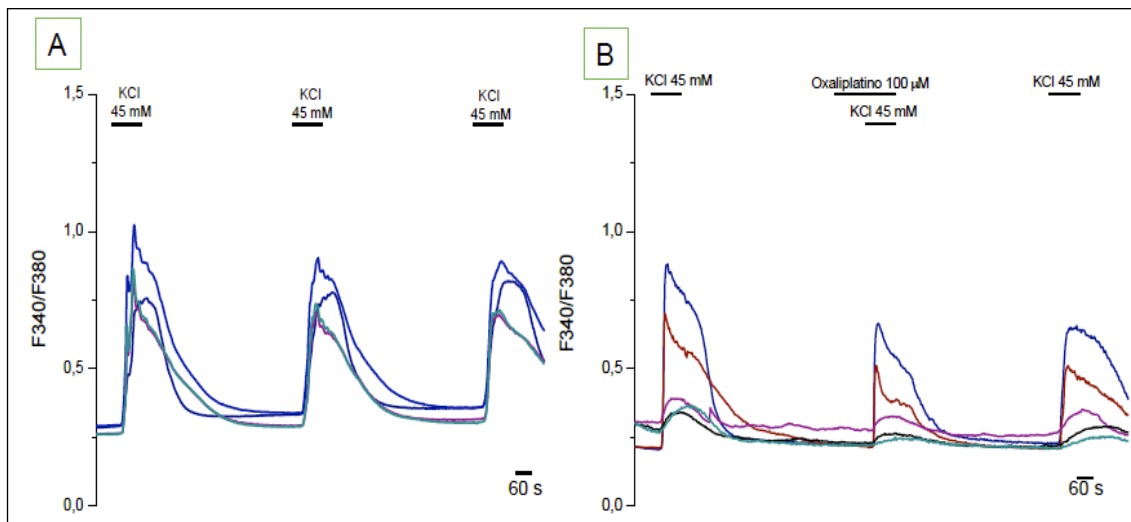 A
KCl
45 mM
KCl
45 mM
KCl
45 mM
1,5
1,0
0,5
0,0
F340/F380
60 s
B
KCl 45 mM
Oxaliplatino 100 µM
KCl 45 mM
KCl 45 mM
1,5
1,0
0,5
0,0
F340/F380
60 s